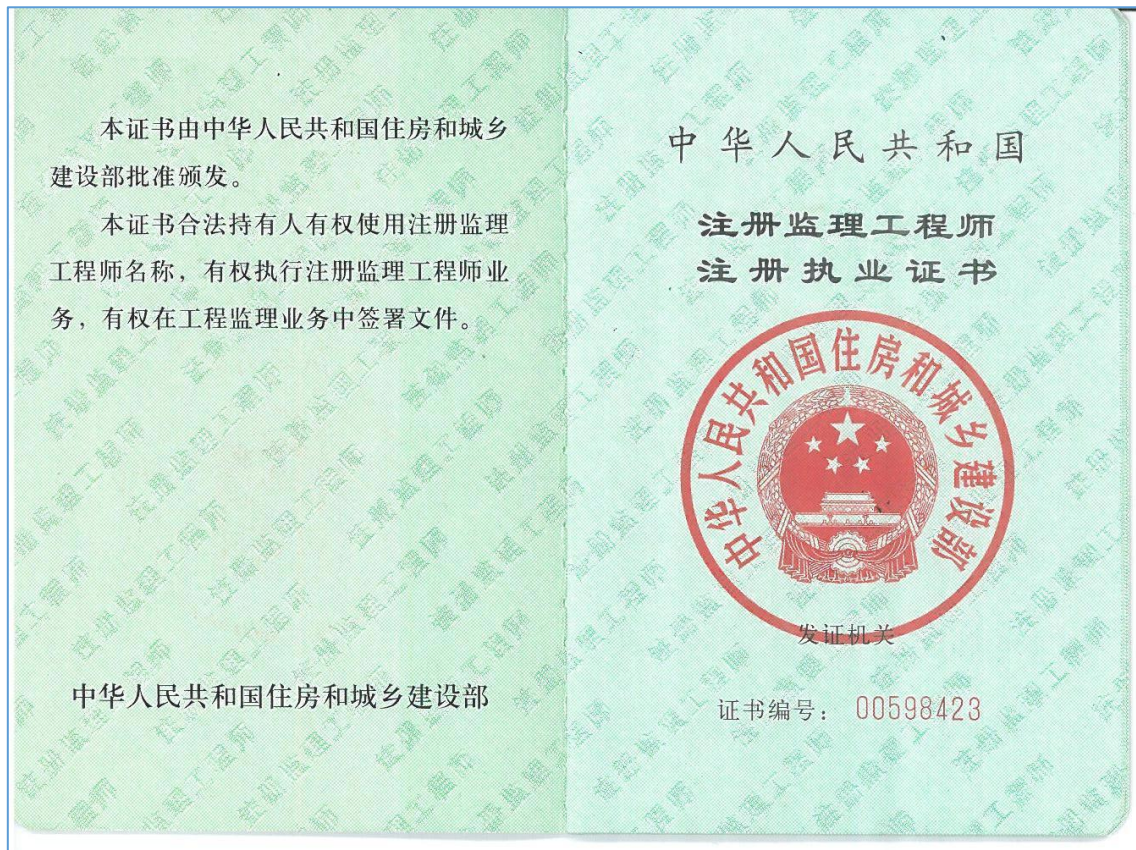 本证书由中华人民共和国住房和城乡
建设部批准颁发。
本证书合法持有人有权使用注册监理
工程师名称，有权执行注册监理工程师业
务，有权在工程监理业务中签署文件。
中华人民共和国住房和城乡建设部
中华人民共和国
注册监理工程师
注册执业证书
中华人民共和国住房和城乡建设部
发证机关
证书编号：00598423